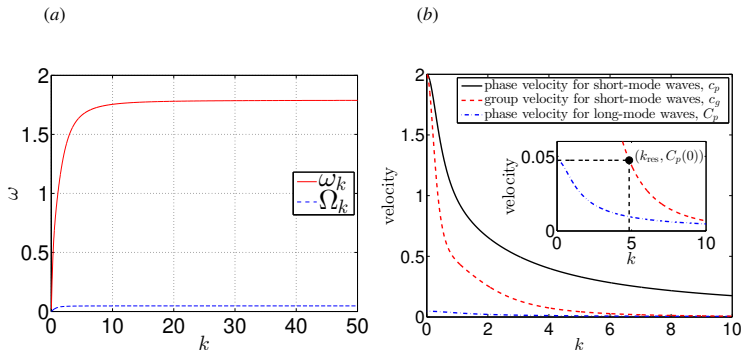 (a)
(b)
2
1.5
1
0.5
0
0
10
20
30
40
50
ω
k
ω_k
Ω_k
2
1.5
1
0.5
0
0
2
4
6
8
10
velocity
k
phase velocity for short-mode waves, c_p
group velocity for short-mode waves, c_g
phase velocity for long-mode waves, C_p
0.05
0
0
5
10
velocity
k
(k_res, C_p(0))